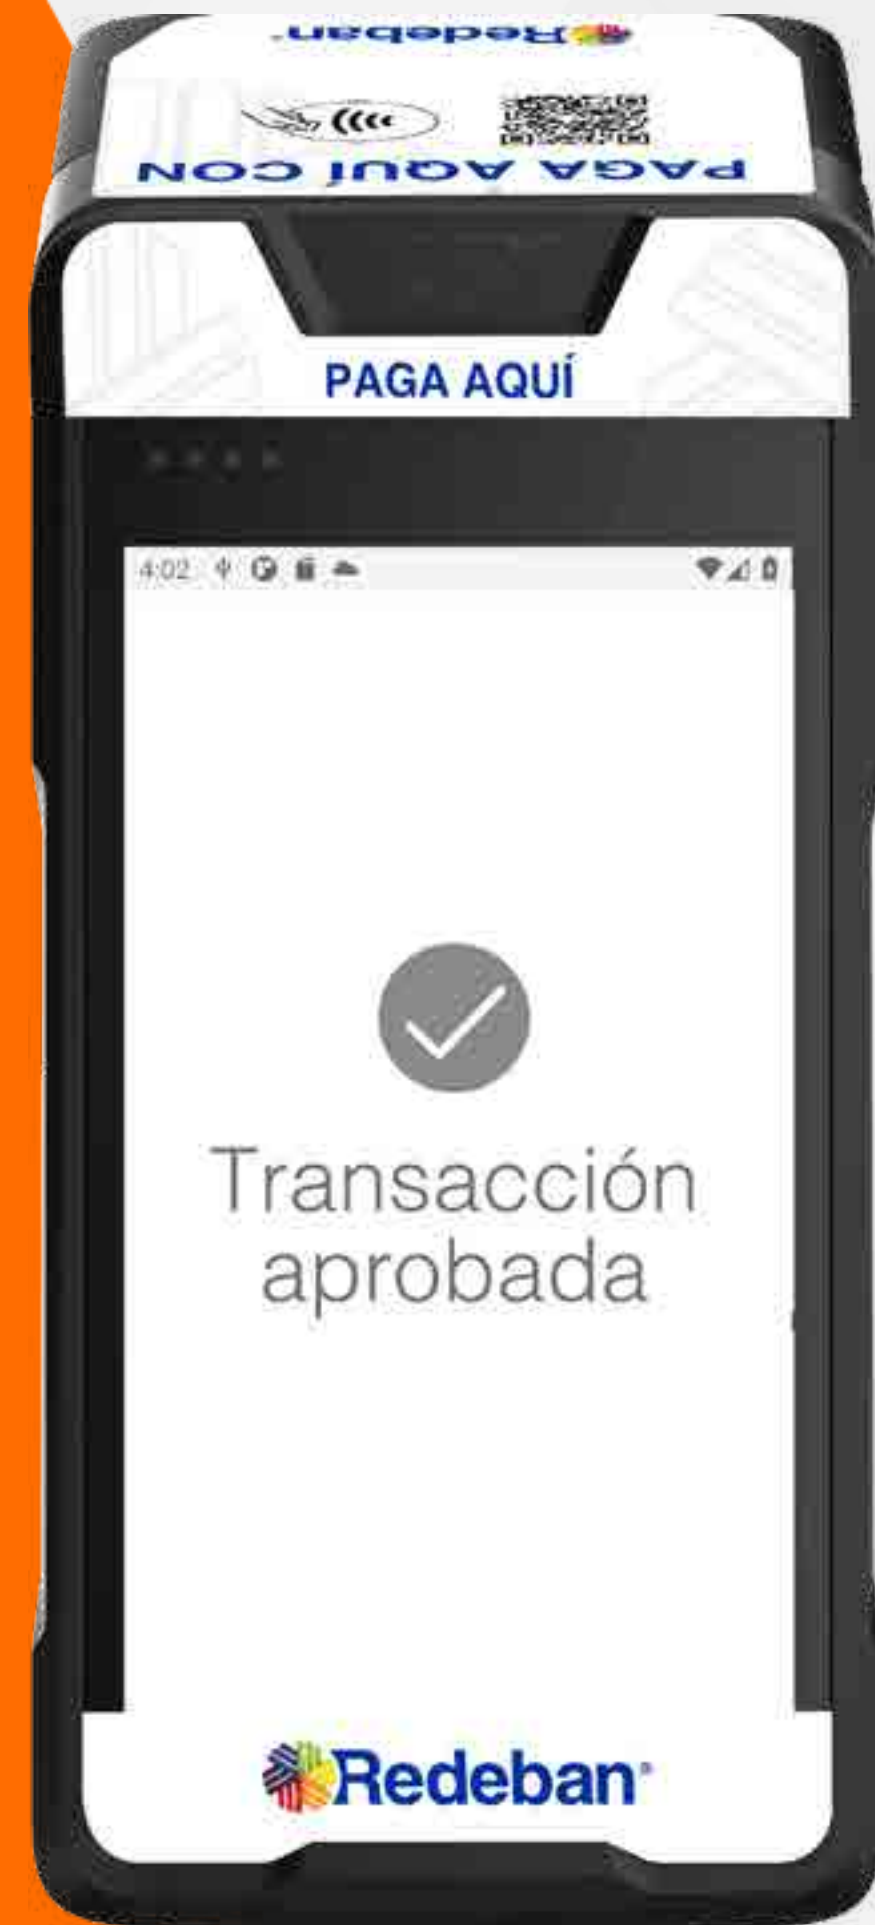 Redeban
PAGA AQUÍ CON
PAGA AQUÍ
4:02
Transacción
aprobada
Redeban